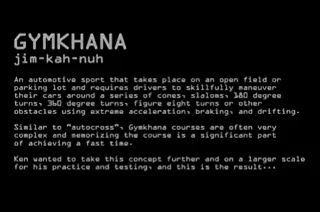 GYMKHANA
jim-kah-nuh
An automotive sport that takes place on an open field or
parking lot and requires drivers to skillfully maneuver
their cars around a series of cones, slaloms, 180 degree
turns, 360 degree turns, figure eight turns or other
obstacles using extreme acceleration, braking, and drifting.
Similar to "autocross", Gymkhana courses are often very
complex and memorizing the course is a significant part
of achieving a fast time.
Ken wanted to take this concept further and on a larger scale
for his practice and testing, and this is the result...